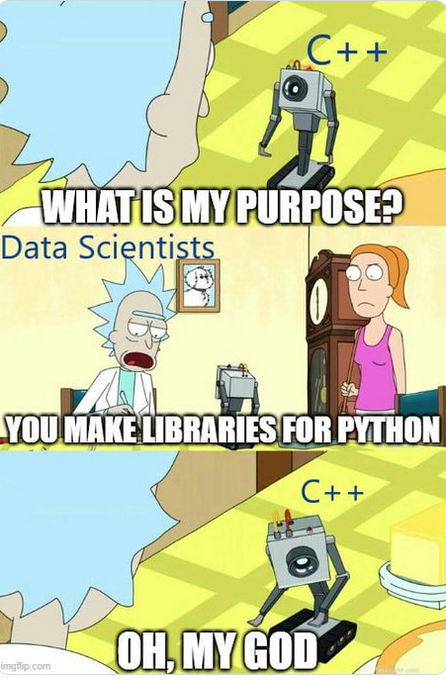 C++
WHAT IS MY PURPOSE?
Data Scientists
YOU MAKE LIBRARIES FOR PYTHON
C++
OH, MY GOD
imgflip.com